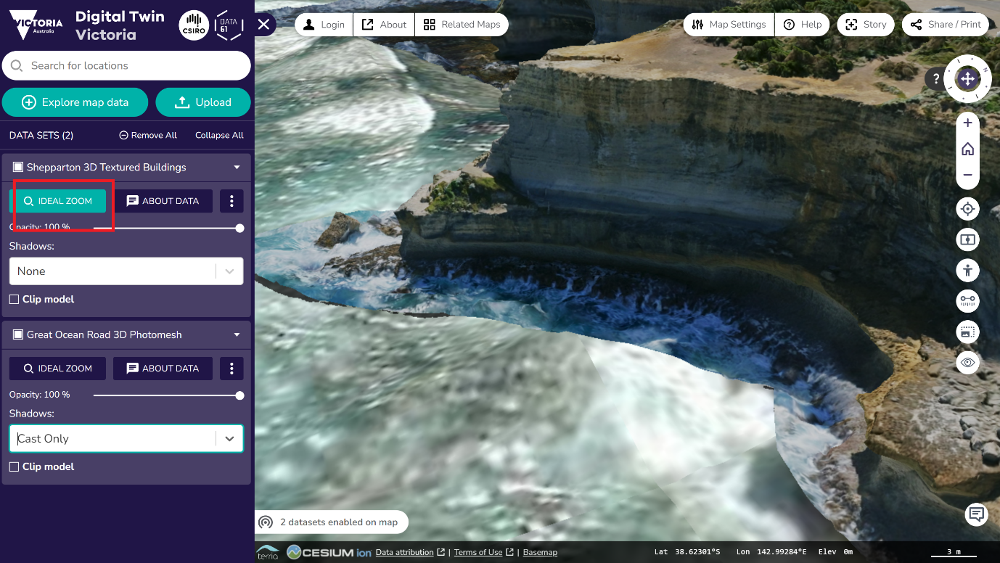 VICTORIA
Australia
Digital Twin
Victoria
CSIRO
DATA
61
Login
About
Related Maps
Map Settings
Help
Story
Share / Print
Search for locations
Explore map data
Upload
?
DATA SETS (2)
Remove All
Collapse All
Shepparton 3D Textured Buildings
IDEAL ZOOM
ABOUT DATA
Opacity: 100 %
Shadows:
None
Clip model
Great Ocean Road 3D Photomesh
IDEAL ZOOM
ABOUT DATA
Opacity: 100 %
Shadows:
Cast Only
Clip model
2 datasets enabled on map
terria
CESIUM ion Data attribution | Terms of Use | Basemap
Lat 38.62301°S Lon 142.99284°E Elev 0m
3 m